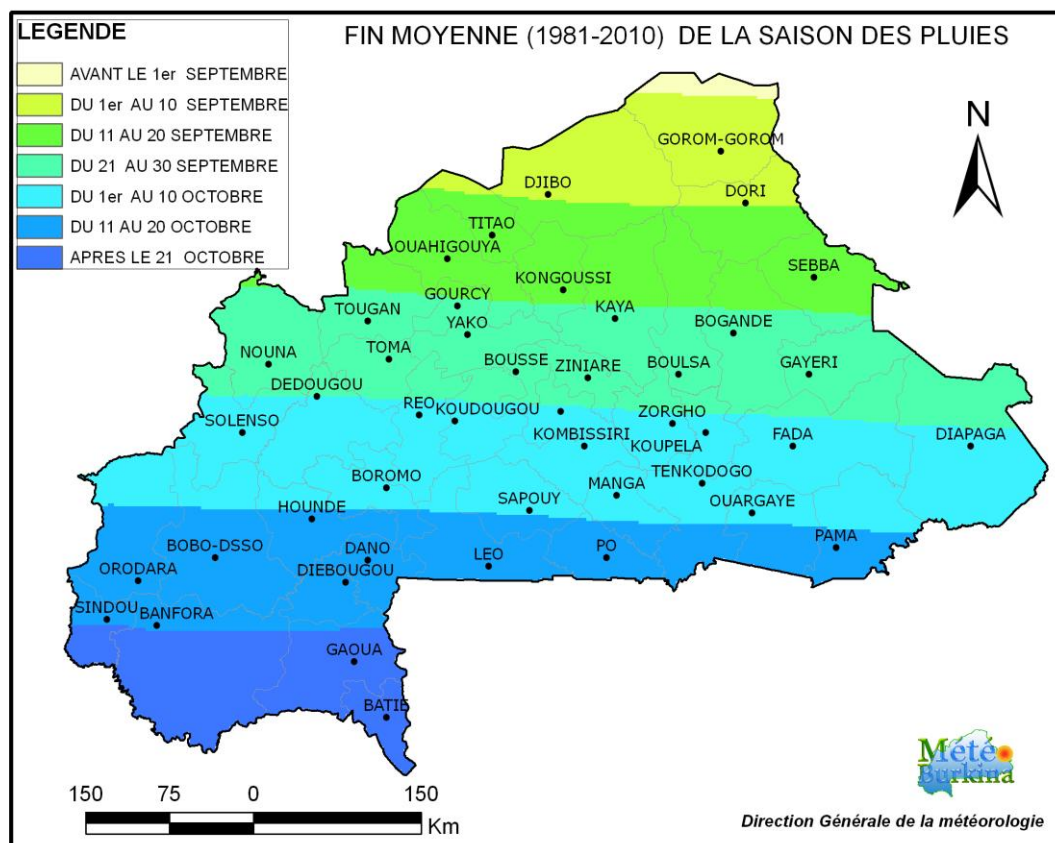 LEGENDE
AVANT LE 1er SEPTEMBRE
DU 1er AU 10 SEPTEMBRE
DU 11 AU 20 SEPTEMBRE
DU 21 AU 30 SEPTEMBRE
DU 1er AU 10 OCTOBRE
DU 11 AU 20 OCTOBRE
APRES LE 21 OCTOBRE
FIN MOYENNE (1981-2010) DE LA SAISON DES PLUIES
N
GOROM-GOROM
DJIBO
DORI
TITAO
OUAHIGOUYA
SEBBA
KONGOUSSI
GOURCY
KAYA
TOUGAN
YAKO
BOGANDE
NOUNA
TOMA
BOUSSE
ZINIARE
BOULSA
GAYERI
DEDOUGOU
REO
KOUDOUGOU
ZORGHO
SOLENSO
KOMBISSIRI
KOUPELA
FADA
DIAPAGA
BOROMO
MANGA
TENKODOGO
HOUNDE
SAPOUY
OUARGAYE
BOBO-DSSO
DANO
LEO
PO
PAMA
ORODARA
DIEBOUGOU
SINDOU
BANFORA
GAOUA
BATIE
150 75 0 150
Km
Météo
Burkina
Direction Générale de la météorologie